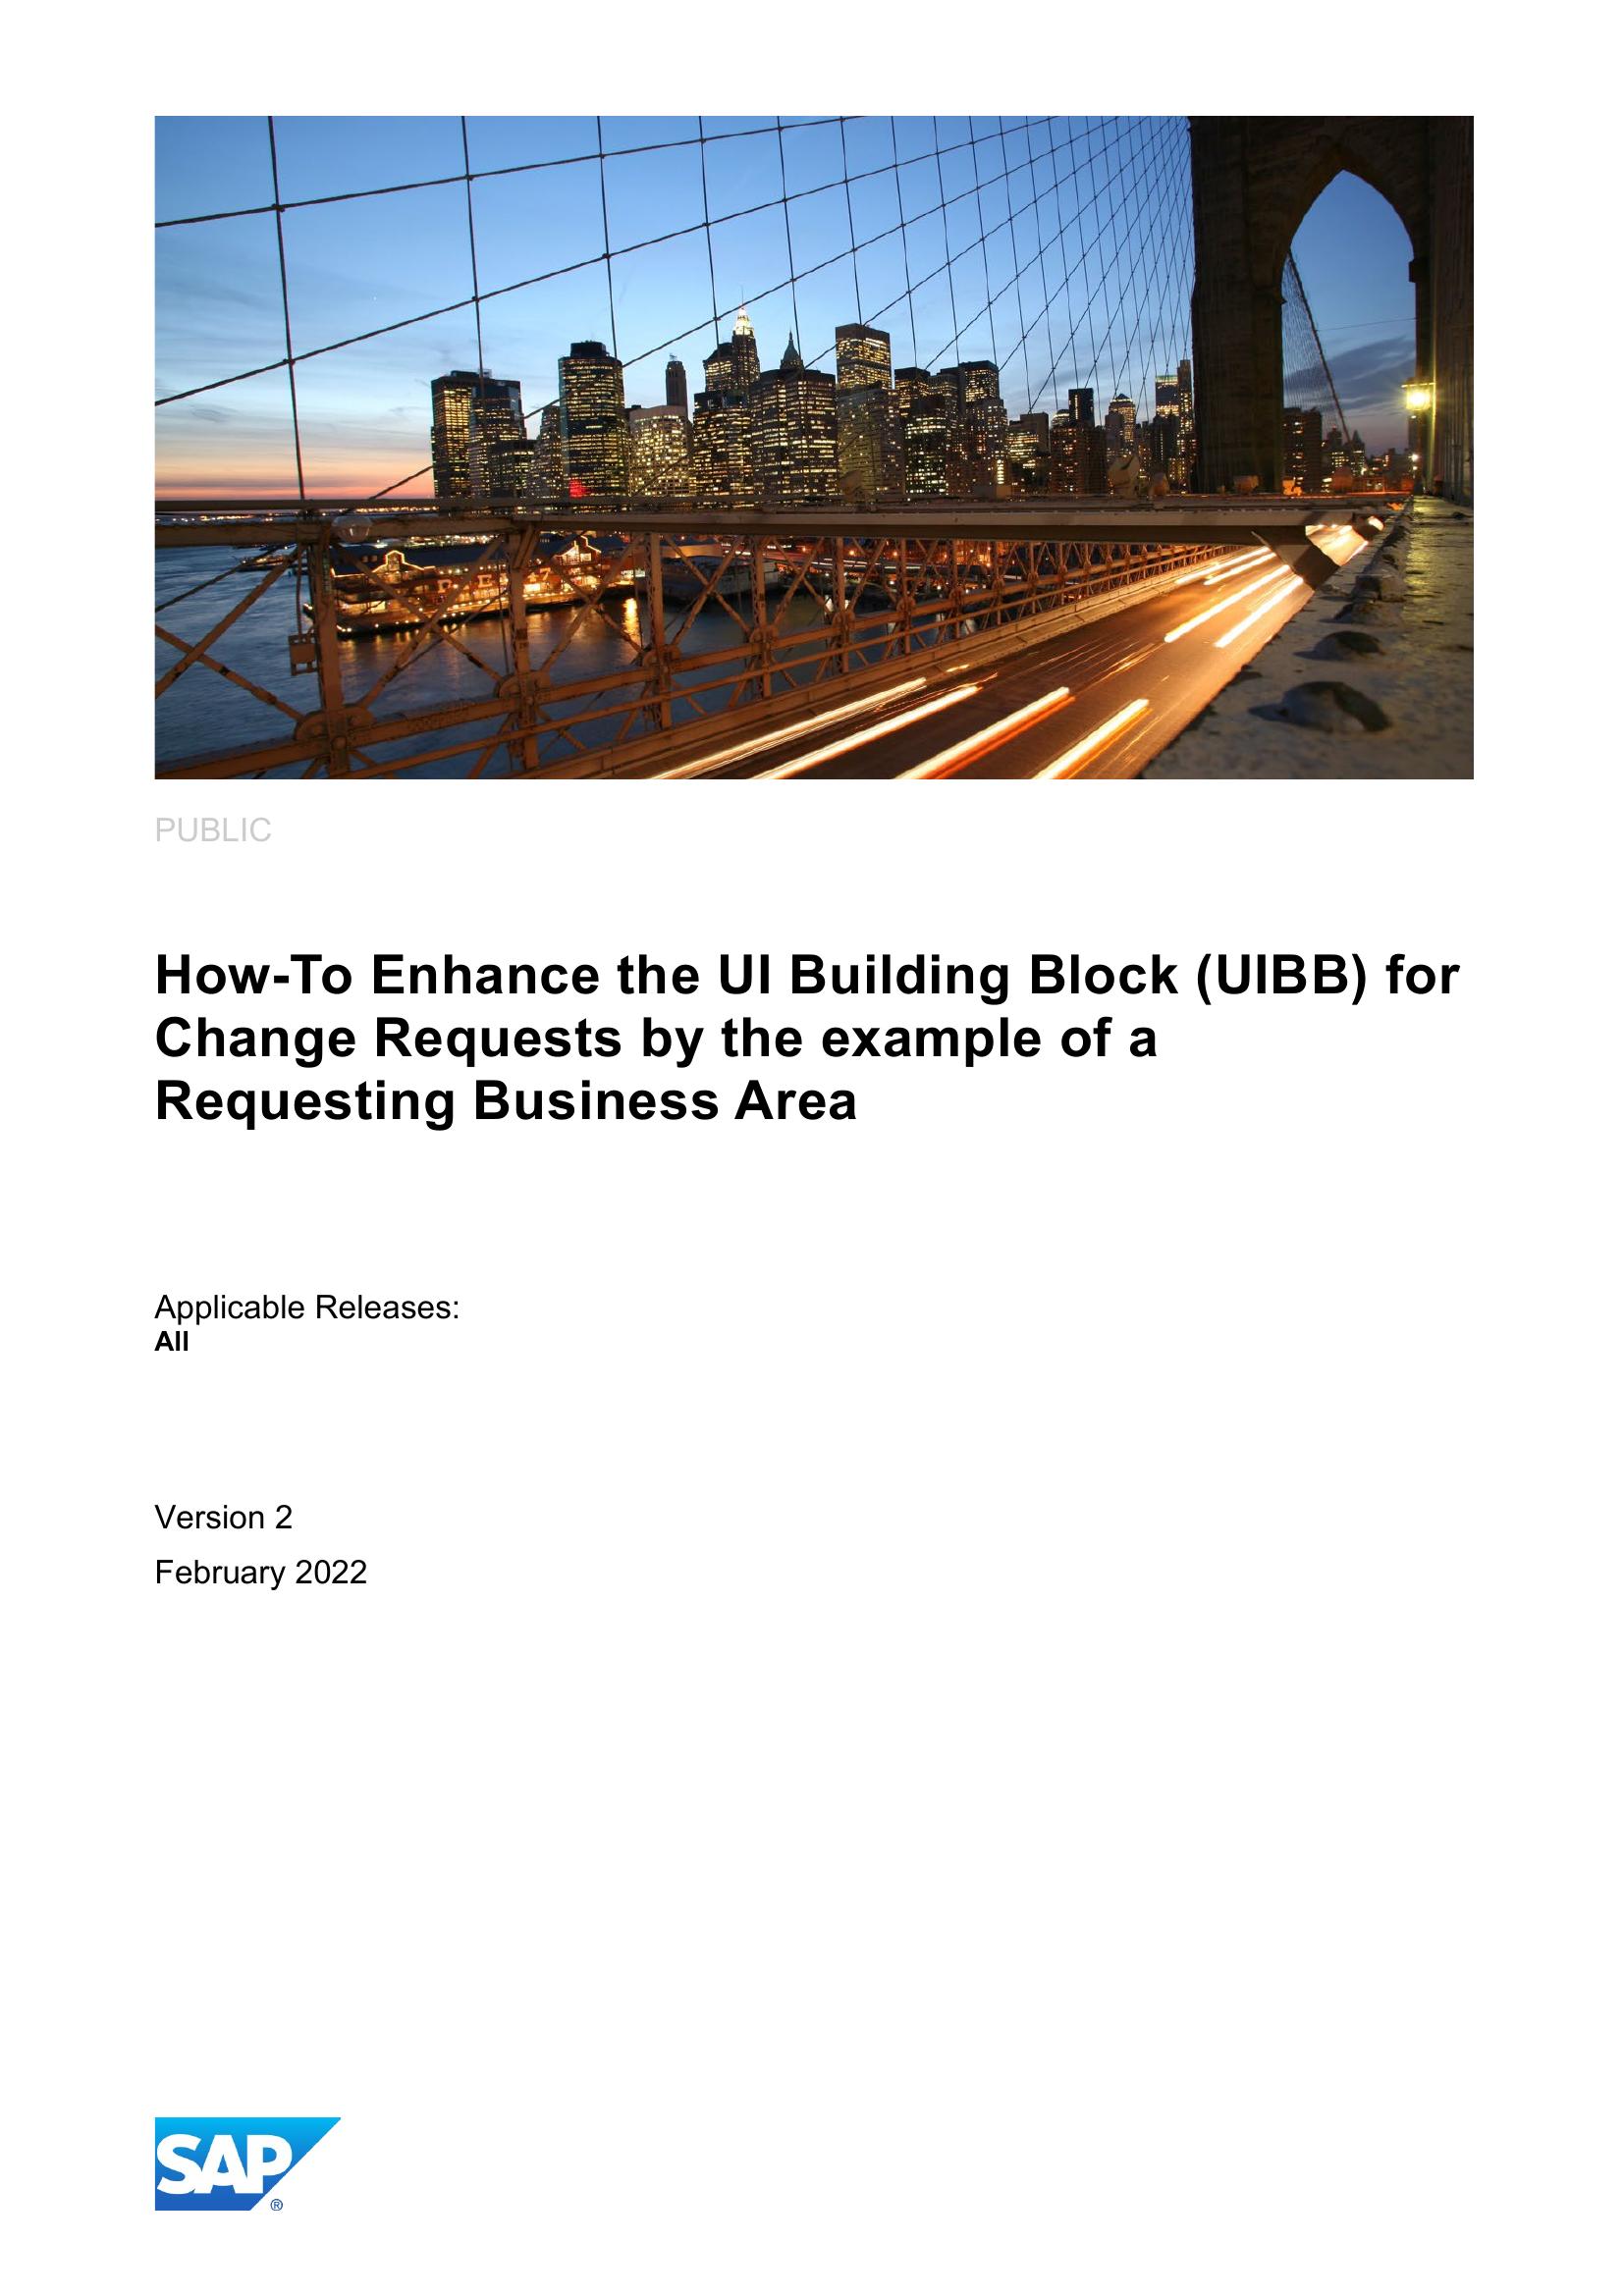 PUBLIC
How-To Enhance the UI Building Block (UIBB) for
Change Requests by the example of a
Requesting Business Area
Applicable Releases:
All
Version 2
February 2022
SAP
®